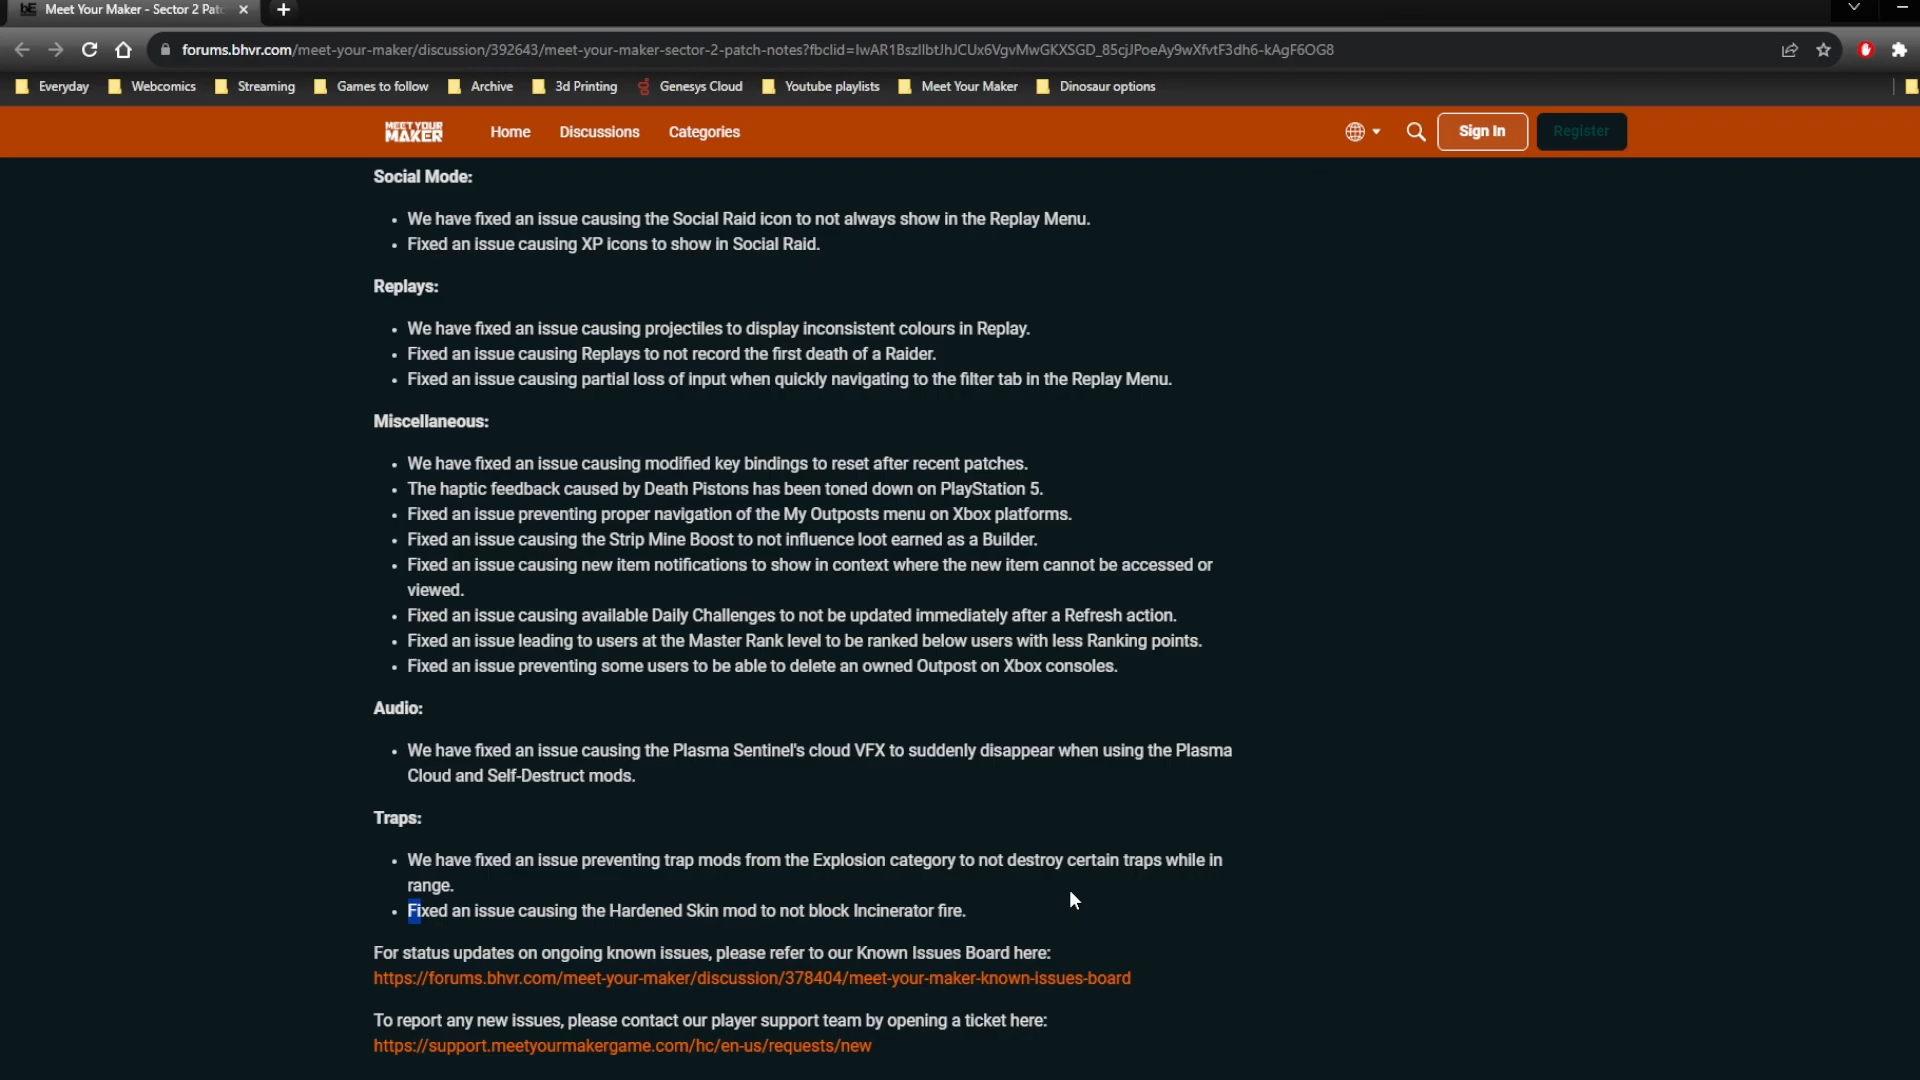 Meet Your Maker - Sector 2 Pat
forums.bhvr.com/meet-your-maker/discussion/392643/meet-your-maker-sector-2-patch-notes?fbclid=IwAR1BszIlbtJhJCUx6VgvMwGKXSGD_85cjJPoeAy9wXfvtF3dh6-kAgF6OG8
Everyday Webcomics Streaming Games to follow Archive 3d Printing Genesys Cloud Youtube playlists Meet Your Maker Dinosaur options
MEET YOUR
MAKER
Home Discussions Categories Sign In Register
Social Mode:
• We have fixed an issue causing the Social Raid icon to not always show in the Replay Menu.
• Fixed an issue causing XP icons to show in Social Raid.
Replays:
• We have fixed an issue causing projectiles to display inconsistent colours in Replay.
• Fixed an issue causing Replays to not record the first death of a Raider.
• Fixed an issue causing partial loss of input when quickly navigating to the filter tab in the Replay Menu.
Miscellaneous:
• We have fixed an issue causing modified key bindings to reset after recent patches.
• The haptic feedback caused by Death Pistons has been toned down on PlayStation 5.
• Fixed an issue preventing proper navigation of the My Outposts menu on Xbox platforms.
• Fixed an issue causing the Strip Mine Boost to not influence loot earned as a Builder.
• Fixed an issue causing new item notifications to show in context where the new item cannot be accessed or
viewed.
• Fixed an issue causing available Daily Challenges to not be updated immediately after a Refresh action.
• Fixed an issue leading to users at the Master Rank level to be ranked below users with less Ranking points.
• Fixed an issue preventing some users to be able to delete an owned Outpost on Xbox consoles.
Audio:
• We have fixed an issue causing the Plasma Sentinel's cloud VFX to suddenly disappear when using the Plasma
Cloud and Self-Destruct mods.
Traps:
• We have fixed an issue preventing trap mods from the Explosion category to not destroy certain traps while in
range.
• Fixed an issue causing the Hardened Skin mod to not block Incinerator fire.
For status updates on ongoing known issues, please refer to our Known Issues Board here:
https://forums.bhvr.com/meet-your-maker/discussion/378404/meet-your-maker-known-issues-board
To report any new issues, please contact our player support team by opening a ticket here:
https://support.meetyourmakergame.com/hc/en-us/requests/new